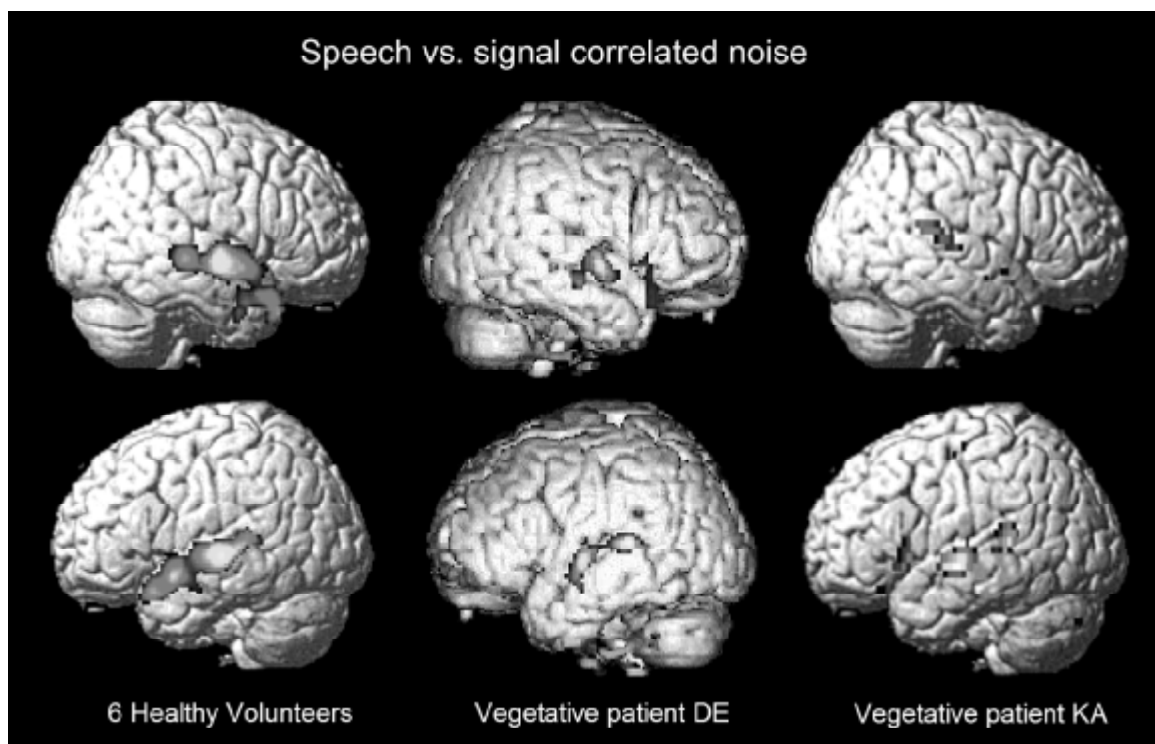 Speech vs. signal correlated noise
6 Healthy Volunteers
Vegetative patient DE
Vegetative patient KA